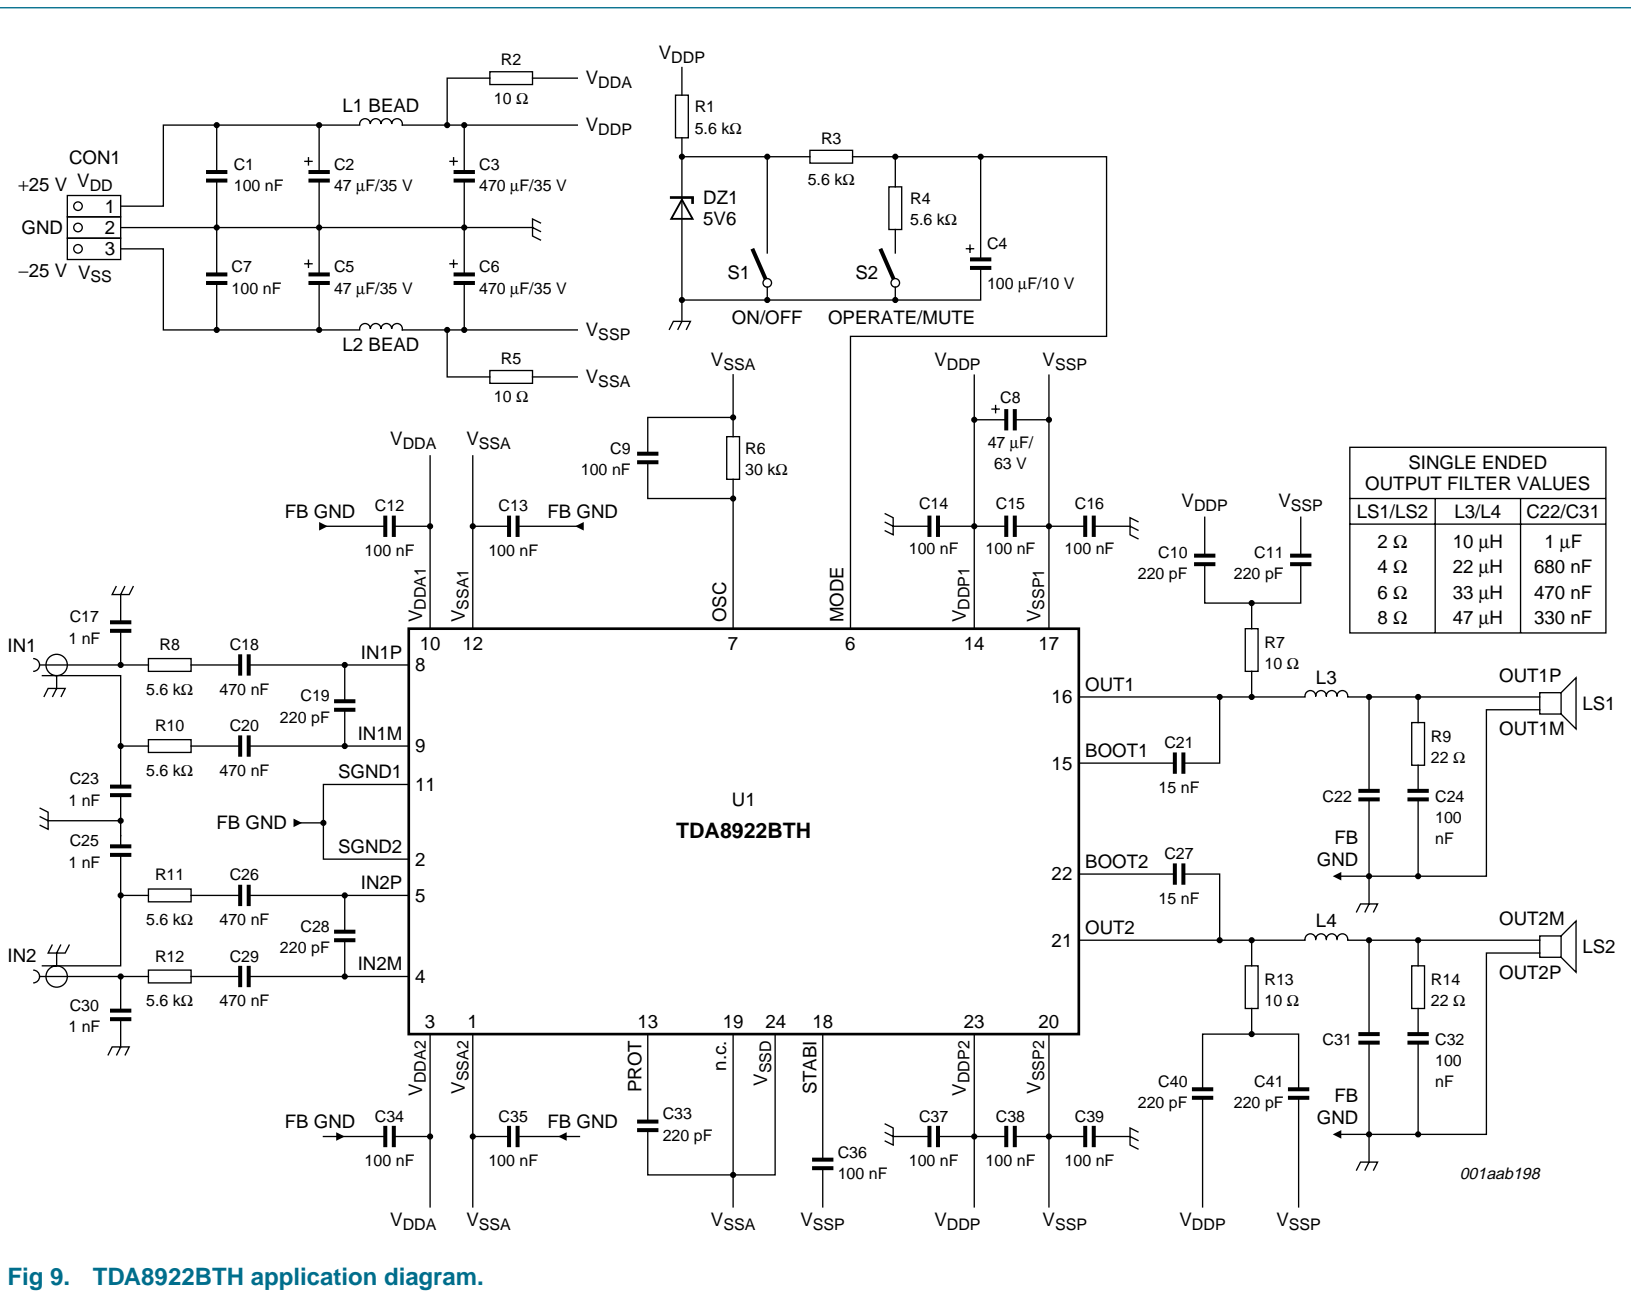 CON1
+25 V VDD
1
GND 2
3
−25 V VSS
C1
100 nF
C2
47 μF/35 V
L1 BEAD
R2
10 Ω
VDDA
VDDP
C3
470 μF/35 V
C7
100 nF
C5
47 μF/35 V
C6
470 μF/35 V
L2 BEAD
VSSP
R5
10 Ω
VSSA
VDDP
R1
5.6 kΩ
DZ1
5V6
S1
ON/OFF
R3
5.6 kΩ
R4
5.6 kΩ
S2
OPERATE/MUTE
C4
100 μF/10 V
VSSA
C9
100 nF
R6
30 kΩ
VDDP
VSSP
C8
47 μF/
63 V
C14
100 nF
C15
100 nF
C16
100 nF
VDDA
VSSA
FB GND
C12
100 nF
C13
100 nF
FB GND
VDDA1
VSSA1
OSC
MODE
VDDP1
VSSP1
10
12
7
6
14
17
SINGLE ENDED
OUTPUT FILTER VALUES
LS1/LS2 L3/L4 C22/C31
2 Ω 10 μH 1 μF
4 Ω 22 μH 680 nF
6 Ω 33 μH 470 nF
8 Ω 47 μH 330 nF
VDDP
VSSP
C10
220 pF
C11
220 pF
R7
10 Ω
C17
1 nF
IN1
R8
5.6 kΩ
C18
470 nF
IN1P
8
C19
220 pF
R10
5.6 kΩ
C20
470 nF
IN1M
9
C23
1 nF
SGND1
11
FB GND
SGND2
2
C25
1 nF
R11
5.6 kΩ
C26
470 nF
IN2P
5
C28
220 pF
IN2
R12
5.6 kΩ
C29
470 nF
IN2M
4
C30
1 nF
U1
TDA8922BTH
16
OUT1
15
BOOT1
C21
15 nF
L3
OUT1P
LS1
OUT1M
R9
22 Ω
C22
C24
100
nF
FB
GND
22
BOOT2
C27
15 nF
21
OUT2
L4
OUT2M
LS2
OUT2P
R13
10 Ω
R14
22 Ω
C31
C32
100
nF
FB
GND
C40
220 pF
C41
220 pF
VDDP
VSSP
3
1
13
19
24
18
23
20
VDDA2
VSSA2
PROT
n.c.
VSSD
STABI
VDDP2
VSSP2
FB GND
C34
100 nF
C35
100 nF
FB GND
C33
220 pF
C36
100 nF
C37
100 nF
C38
100 nF
C39
100 nF
VDDA
VSSA
VSSA
VSSP
VDDP
VSSP
001aab198
Fig 9. TDA8922BTH application diagram.